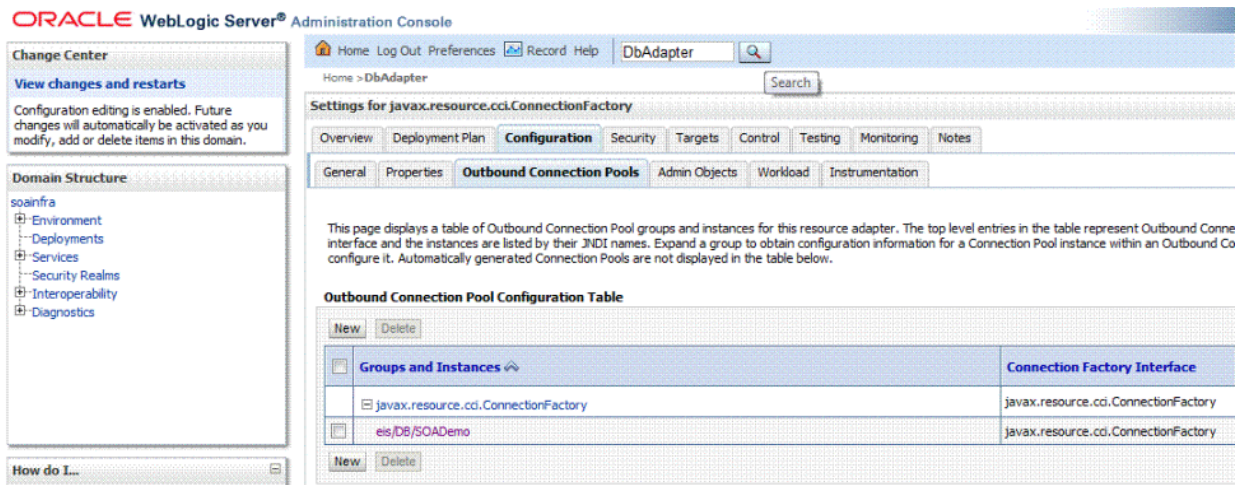 ORACLE WebLogic Server® Administration Console
Change Center
View changes and restarts
Configuration editing is enabled. Future
changes will automatically be activated as you
modify, add or delete items in this domain.
Domain Structure
soainfra
Environment
Deployments
Services
Security Realms
Interoperability
Diagnostics
How do I...
Home Log Out Preferences Record Help DbAdapter
Home >DbAdapter
Search
Settings for javax.resource.cci.ConnectionFactory
Overview Deployment Plan Configuration Security Targets Control Testing Monitoring Notes
General Properties Outbound Connection Pools Admin Objects Workload Instrumentation
This page displays a table of Outbound Connection Pool groups and instances for this resource adapter. The top level entries in the table represent Outbound Conne
interface and the instances are listed by their JNDI names. Expand a group to obtain configuration information for a Connection Pool instance within an Outbound Co
configure it. Automatically generated Connection Pools are not displayed in the table below.
Outbound Connection Pool Configuration Table
New Delete
Groups and Instances Connection Factory Interface
javax.resource.cci.ConnectionFactory javax.resource.cci.ConnectionFactory
eis/DB/SOADemo javax.resource.cci.ConnectionFactory
New Delete